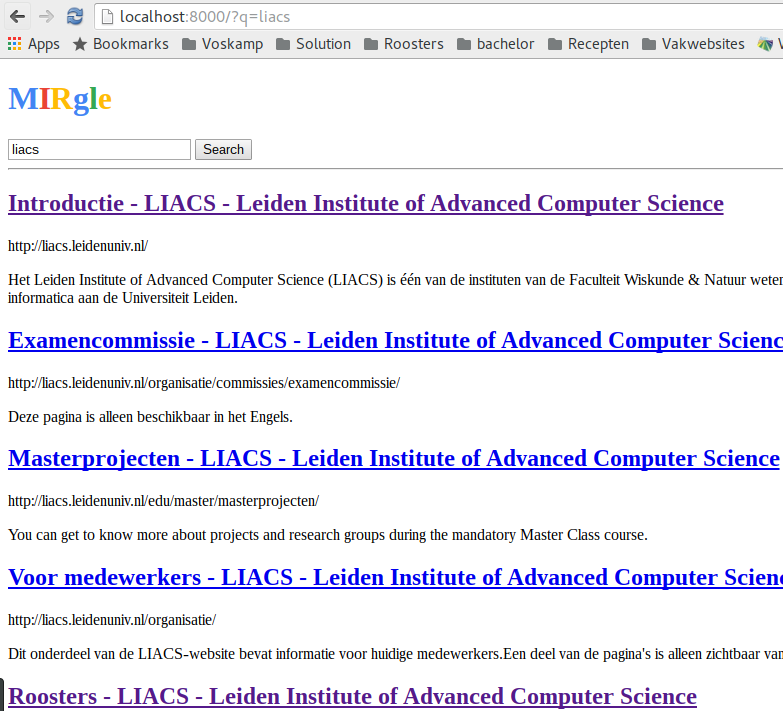 localhost:8000/?q=liacs
Apps Bookmarks Voskamp Solution Roosters bachelor Recepten Vakwebsites
MIRgle
liacs Search
Introductie - LIACS - Leiden Institute of Advanced Computer Science
http://liacs.leidenuniv.nl/
Het Leiden Institute of Advanced Computer Science (LIACS) is één van de instituten van de Faculteit Wiskunde & Natuur weten
informatica aan de Universiteit Leiden.
Examencommissie - LIACS - Leiden Institute of Advanced Computer Scienc
http://liacs.leidenuniv.nl/organisatie/commissies/examencommissie/
Deze pagina is alleen beschikbaar in het Engels.
Masterprojecten - LIACS - Leiden Institute of Advanced Computer Science
http://liacs.leidenuniv.nl/edu/master/masterprojecten/
You can get to know more about projects and research groups during the mandatory Master Class course.
Voor medewerkers - LIACS - Leiden Institute of Advanced Computer Scien
http://liacs.leidenuniv.nl/organisatie/
Dit onderdeel van de LIACS-website bevat informatie voor huidige medewerkers.Een deel van de pagina's is alleen zichtbaar van
Roosters - LIACS - Leiden Institute of Advanced Computer Science